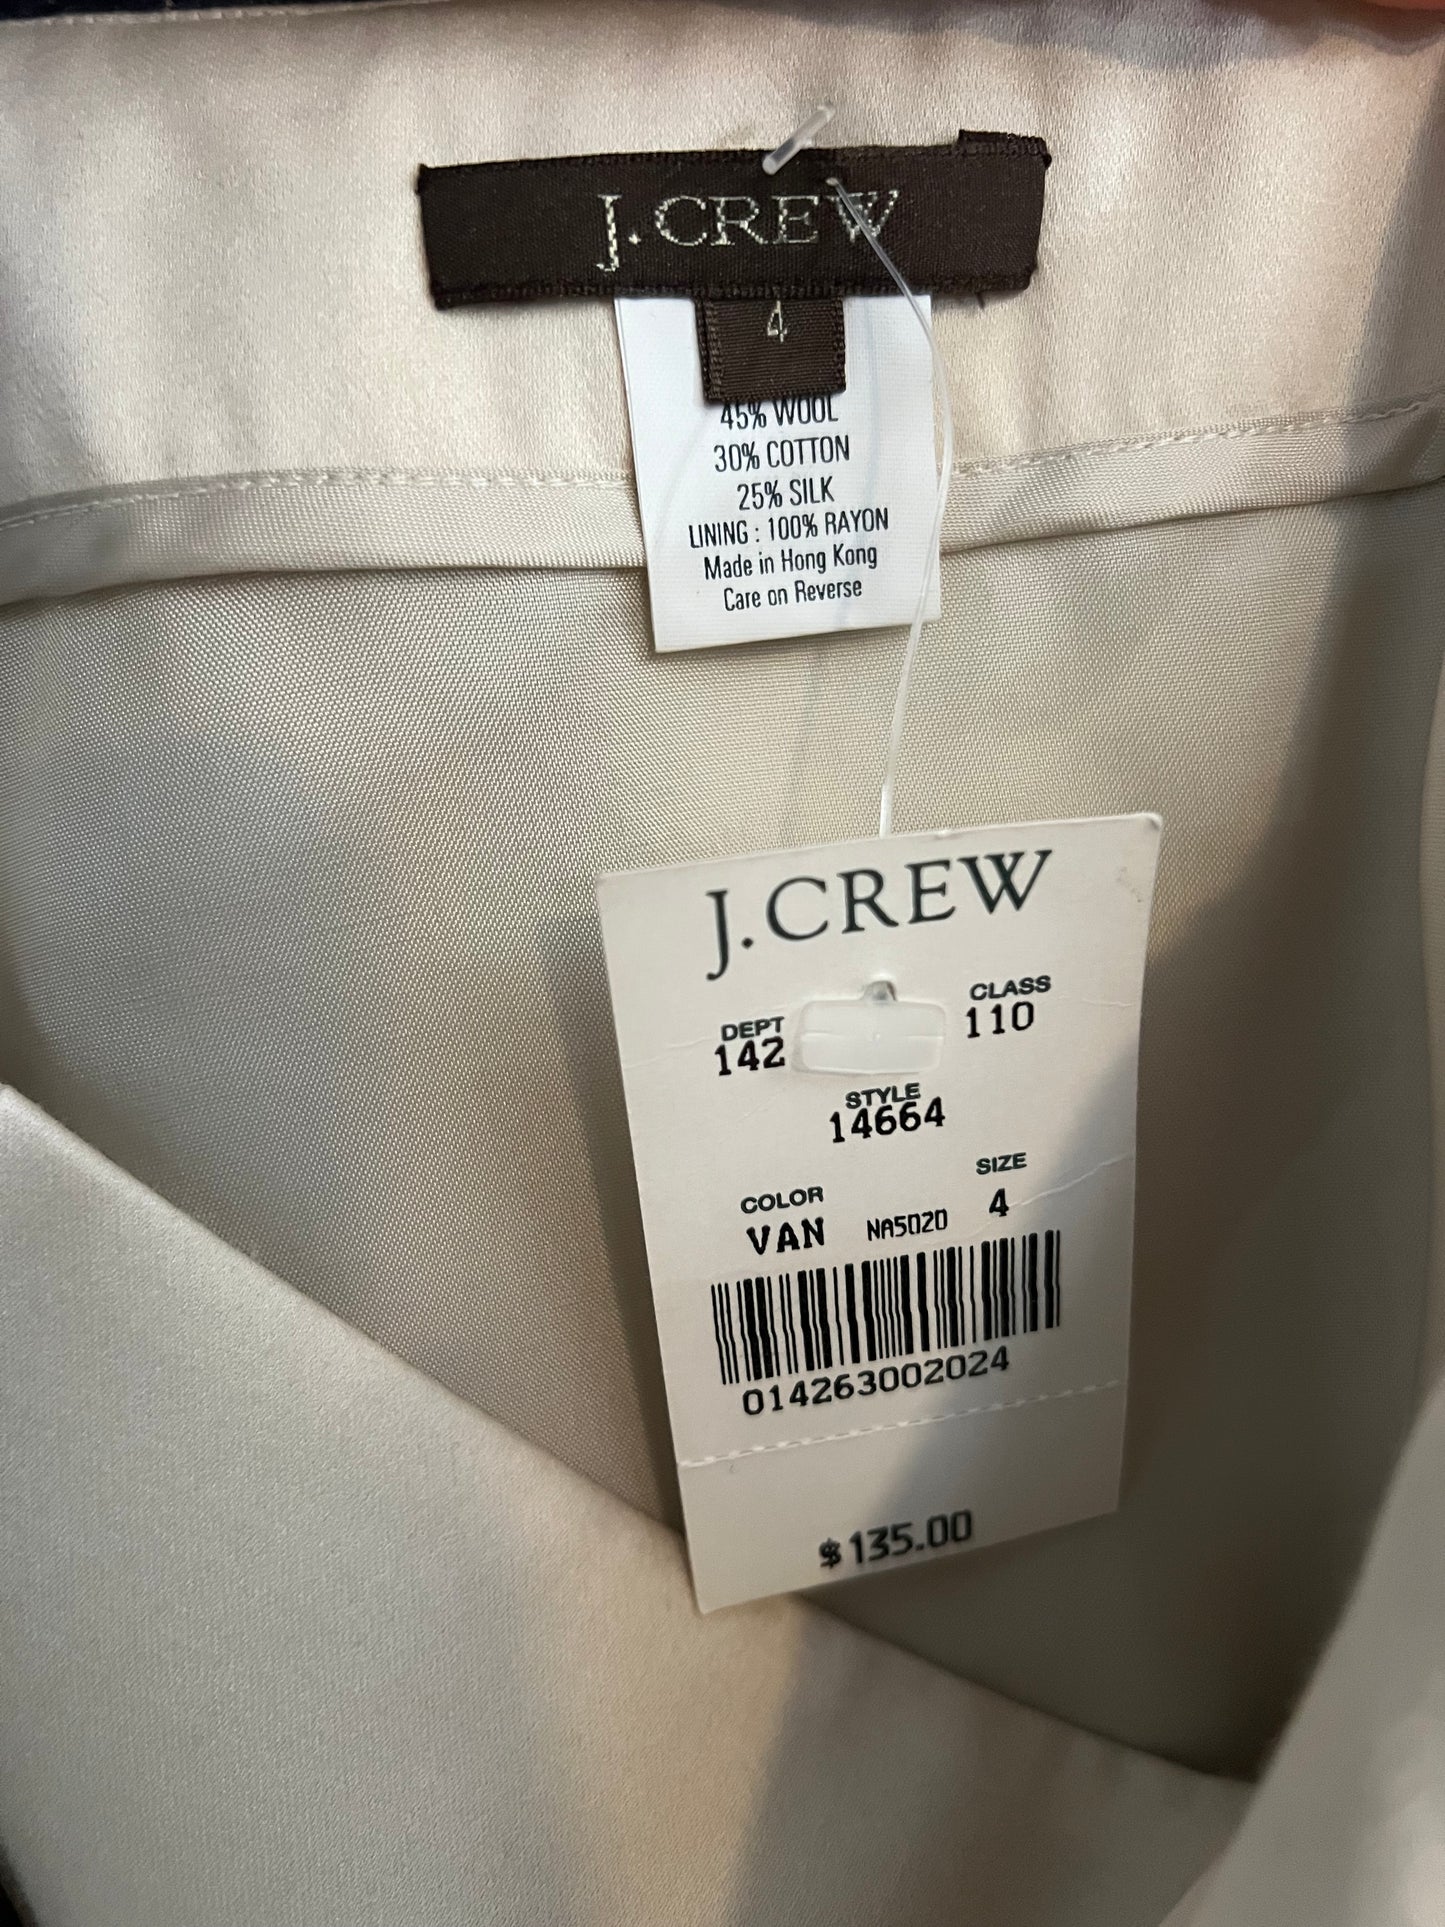 J.CREW
4
45% WOOL
30% COTTON
25% SILK
LINING : 100% RAYON
Made in Hong Kong
Care on Reverse
J.CREW
DEPT CLASS
142 110
STYLE
14664
COLOR SIZE
VAN NA5020 4
014263002024
$135.00